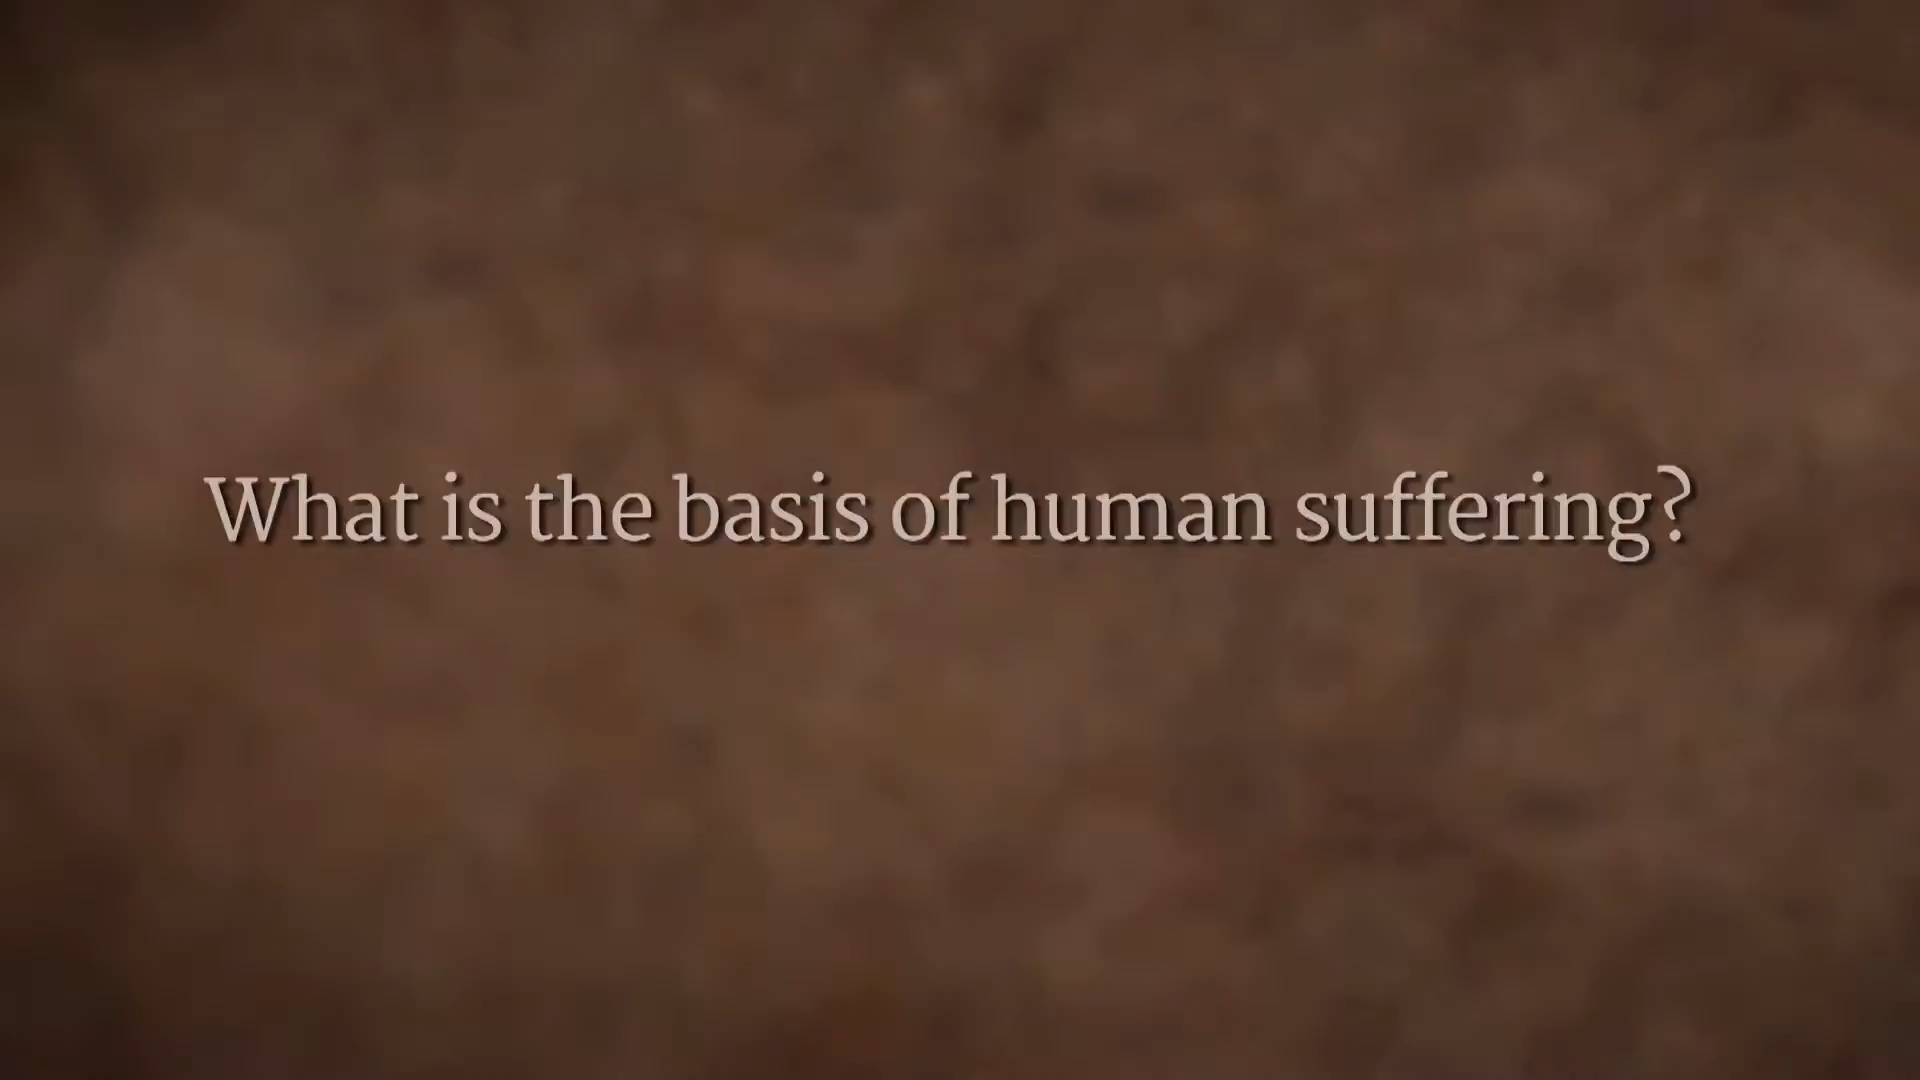 What is the basis of human suffering?